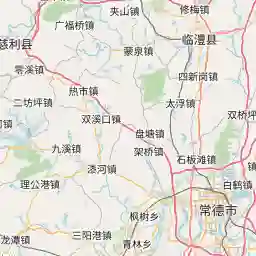 夹山镇
修梅镇
广福桥镇
临澧县
慈利县
蒙泉镇
零溪镇
四新岗镇
热市镇
二坊坪镇
太浮镇
双桥坪
双溪口镇
盘塘镇
九溪镇
架桥镇
石板滩镇
漆河镇
理公港镇
白鹤镇
枫树乡
常德市
龙潭镇
三阳港镇
青林乡